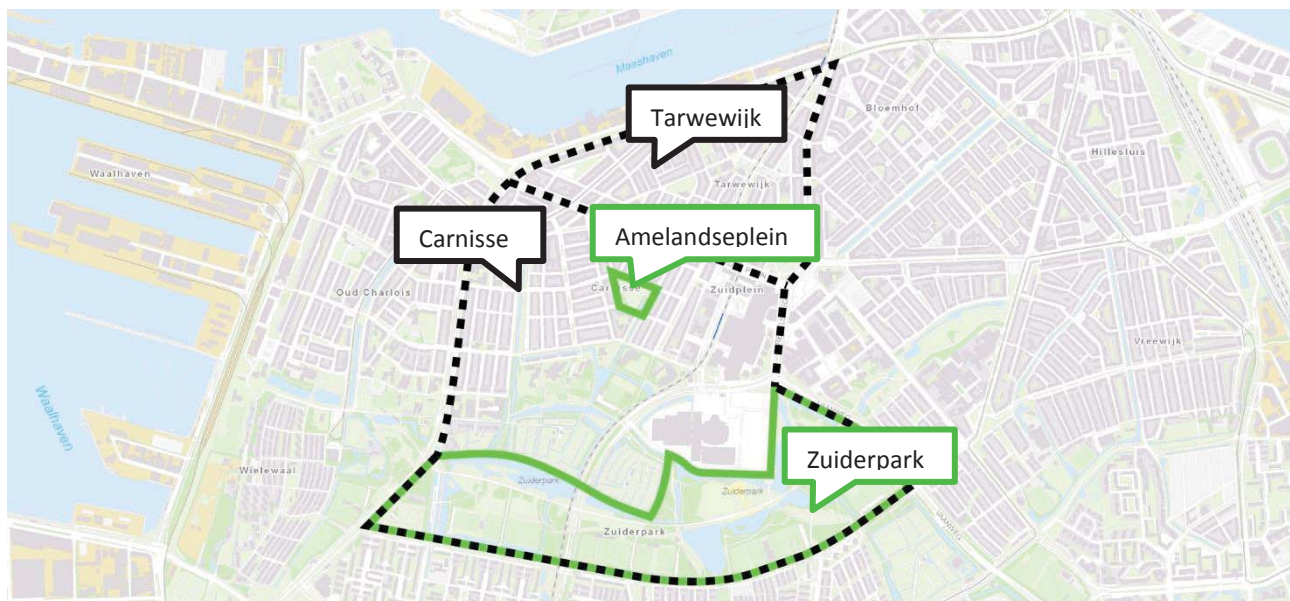 Maashaven
Tarwewijk
Bloemhof
Hillesluis
Waalhaven
Tarwewijk
Carnisse
Amelandseplein
Oud Charlois
Carnisse
Zuidplein
Vreewijk
Waalhaven
Zuiderpark
Wielewaal
Zuiderpark
Zuiderpark
Zuiderpark